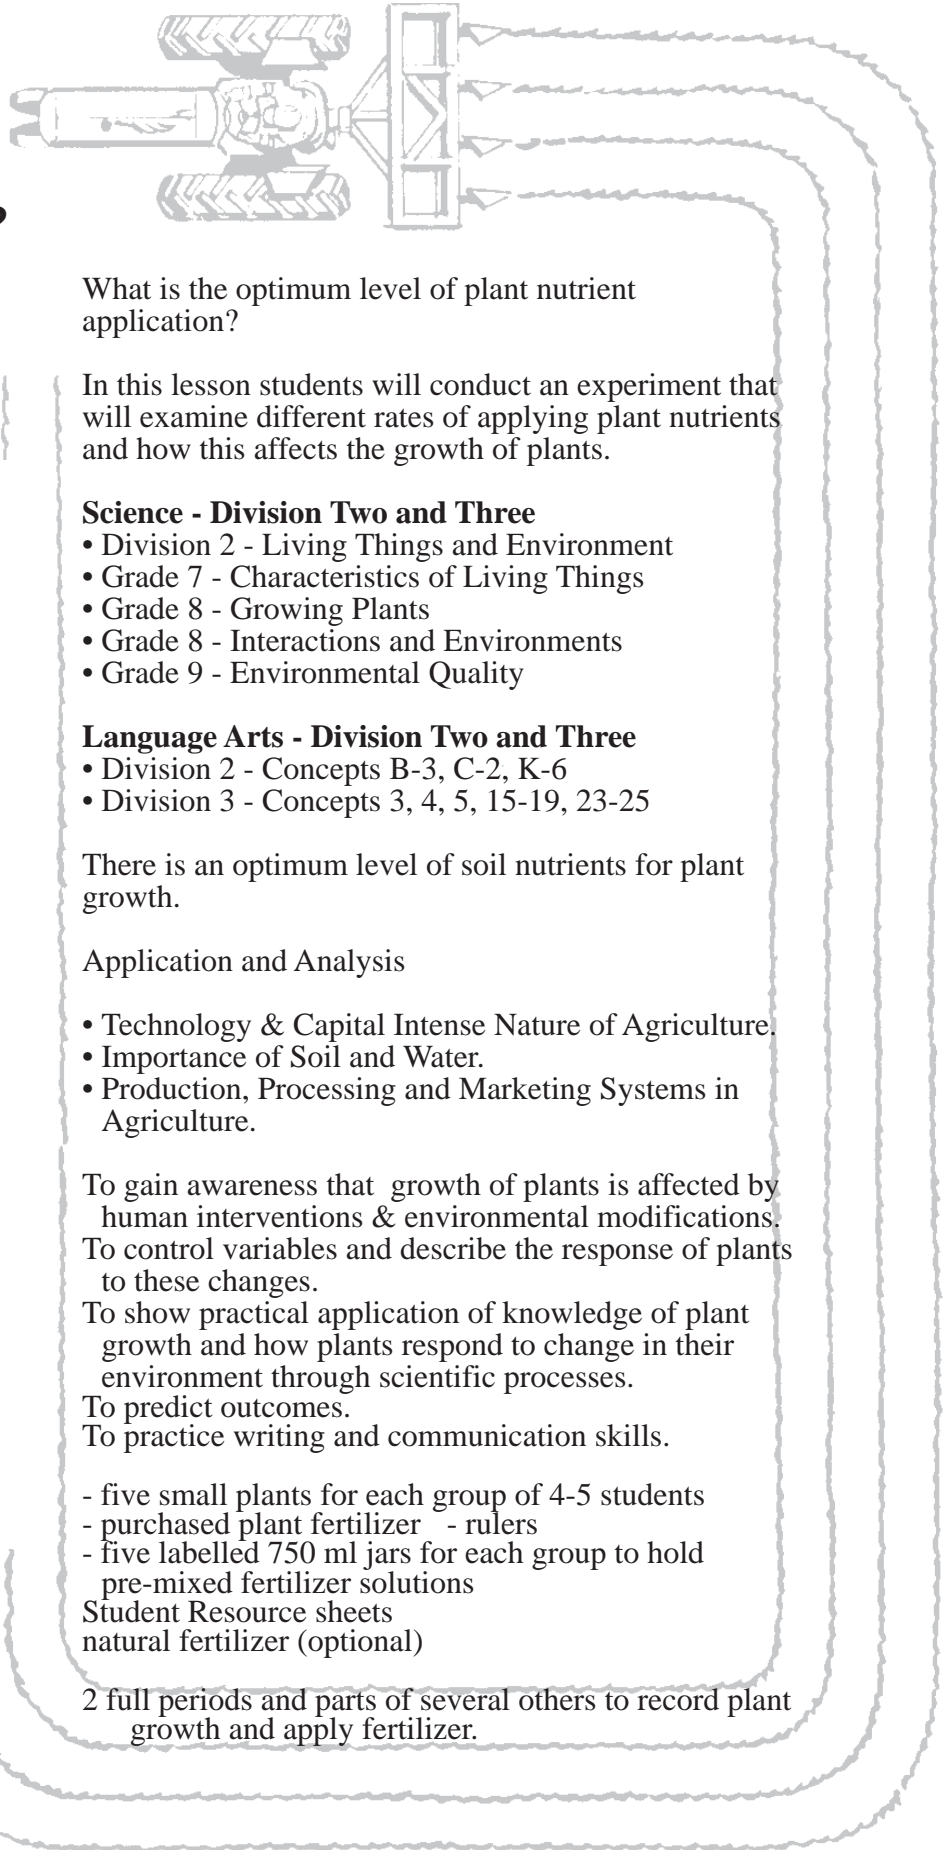 What is the optimum level of plant nutrient
application?
In this lesson students will conduct an experiment that
will examine different rates of applying plant nutrients
and how this affects the growth of plants.
Science - Division Two and Three
• Division 2 - Living Things and Environment
• Grade 7 - Characteristics of Living Things
• Grade 8 - Growing Plants
• Grade 8 - Interactions and Environments
• Grade 9 - Environmental Quality
Language Arts - Division Two and Three
• Division 2 - Concepts B-3, C-2, K-6
• Division 3 - Concepts 3, 4, 5, 15-19, 23-25
There is an optimum level of soil nutrients for plant
growth.
Application and Analysis
• Technology & Capital Intense Nature of Agriculture.
• Importance of Soil and Water.
• Production, Processing and Marketing Systems in
Agriculture.
To gain awareness that  growth of plants is affected by
human interventions & environmental modifications.
To control variables and describe the response of plants
to these changes.
To show practical application of knowledge of plant
growth and how plants respond to change in their
environment through scientific processes.
To predict outcomes.
To practice writing and communication skills.
- five small plants for each group of 4-5 students
- purchased plant fertilizer   - rulers
- five labelled 750 ml jars for each group to hold
pre-mixed fertilizer solutions
Student Resource sheets
natural fertilizer (optional)
2 full periods and parts of several others to record plant
growth and apply fertilizer.